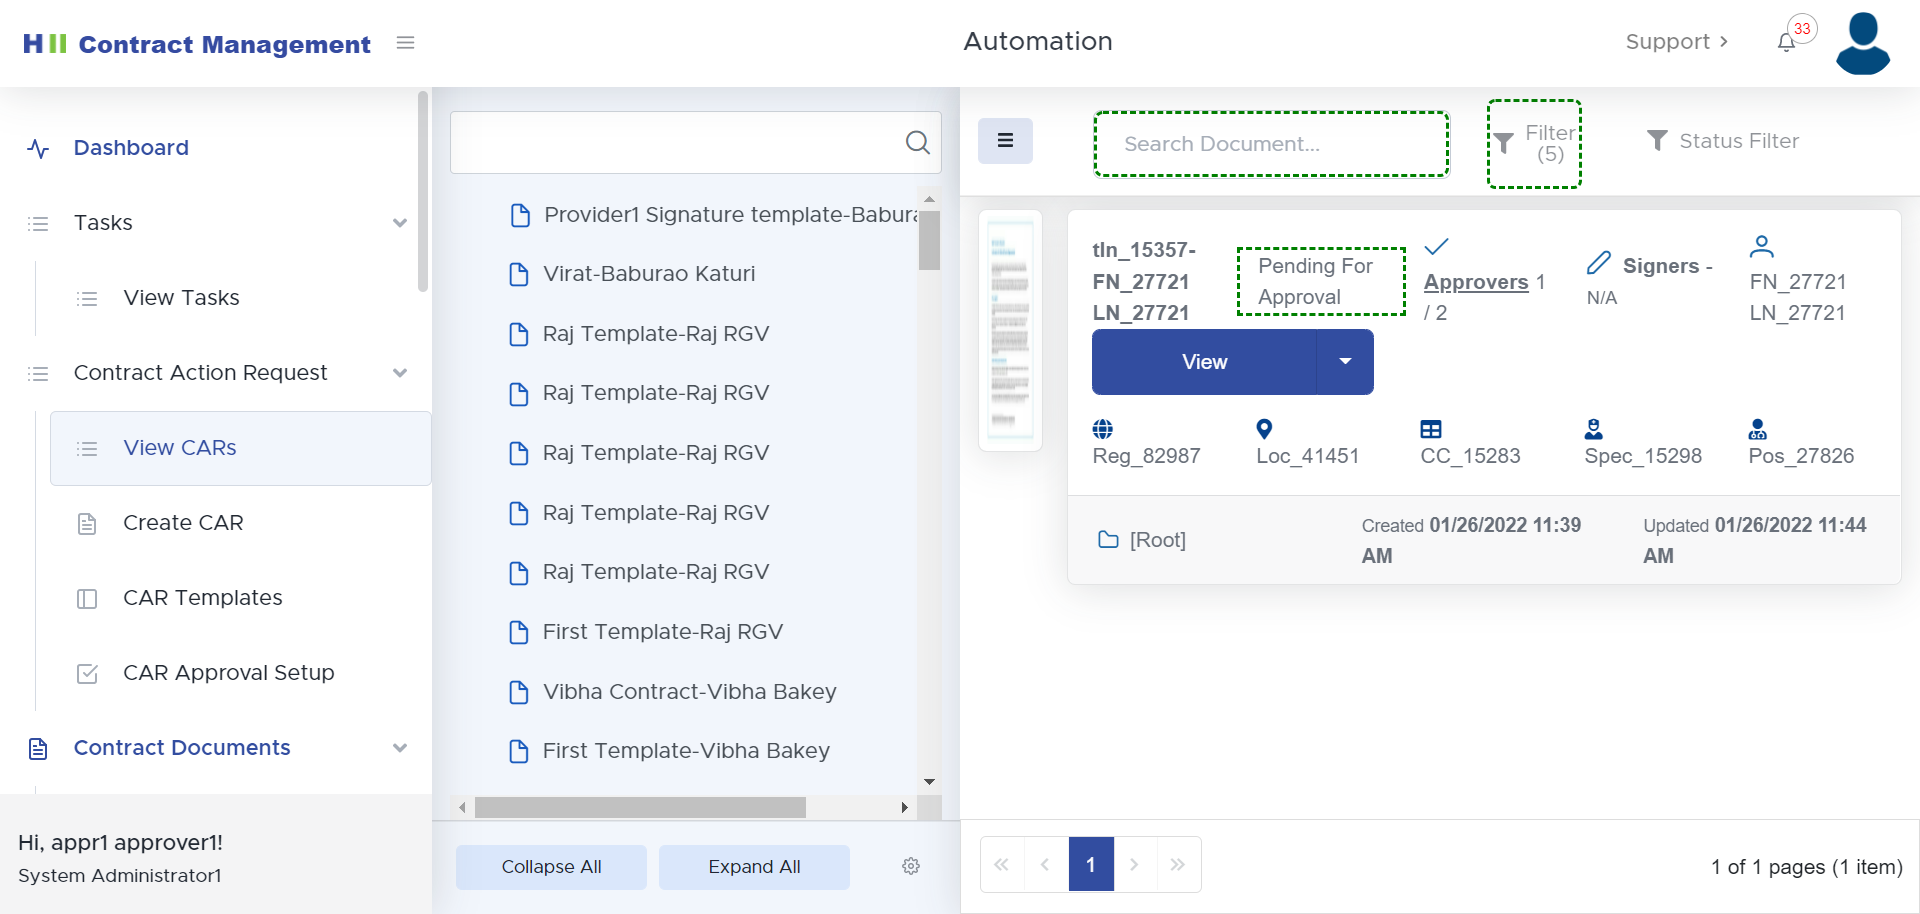 HII Contract Management
Automation
Support
33
Dashboard
Tasks
View Tasks
Contract Action Request
View CARs
Create CAR
CAR Templates
CAR Approval Setup
Contract Documents
Hi, appr1 approver1!
System Administrator1
Provider1 Signature template-Babura
Virat-Baburao Katuri
Raj Template-Raj RGV
Raj Template-Raj RGV
Raj Template-Raj RGV
Raj Template-Raj RGV
Raj Template-Raj RGV
First Template-Raj RGV
Vibha Contract-Vibha Bakey
First Template-Vibha Bakey
Collapse All
Expand All
Search Document...
Filter
(5)
Status Filter
tln_15357-
FN_27721
LN_27721
Pending For
Approval
Approvers 1
/ 2
Signers -
N/A
FN_27721
LN_27721
View
Reg_82987
Loc_41451
CC_15283
Spec_15298
Pos_27826
[Root]
Created 01/26/2022 11:39
AM
Updated 01/26/2022 11:44
AM
1
1 of 1 pages (1 item)